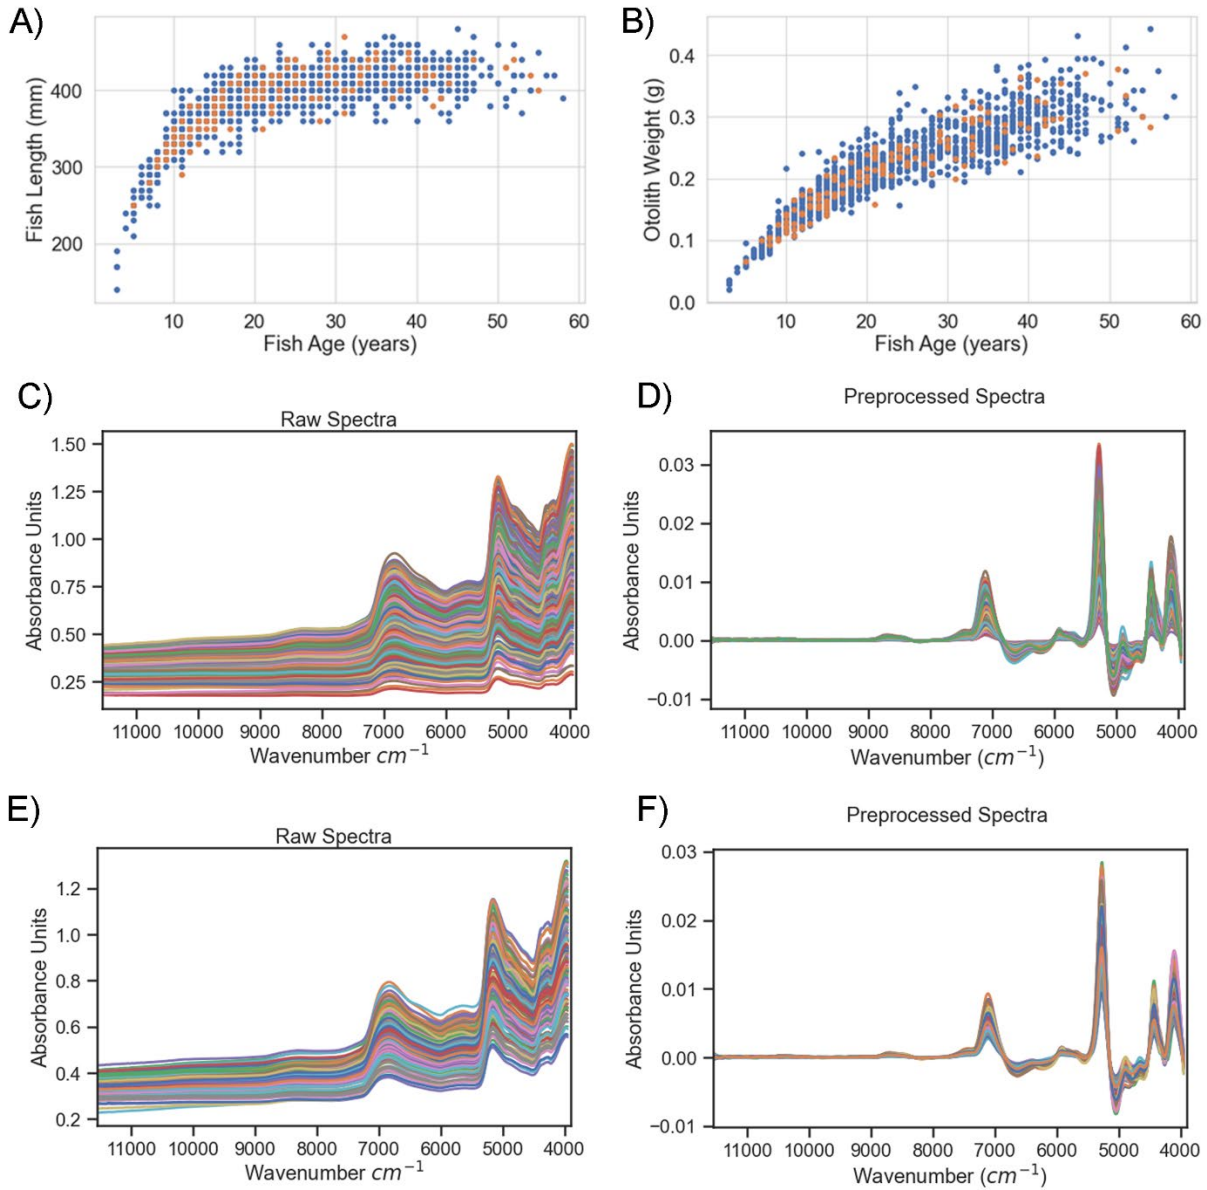 A)
B)
Fish Length (mm)
400
300
200
10 20 30 40 50 60
Fish Age (years)
Otolith Weight (g)
0.4
0.3
0.2
0.1
0.0
10 20 30 40 50 60
Fish Age (years)
C)
D)
Raw Spectra
Absorbance Units
1.50
1.25
1.00
0.75
0.50
0.25
11000 10000 9000 8000 7000 6000 5000 4000
Wavenumber cm⁻¹
Preprocessed Spectra
Absorbance Units
0.03
0.02
0.01
0.00
−0.01
11000 10000 9000 8000 7000 6000 5000 4000
Wavenumber (cm⁻¹)
E)
F)
Raw Spectra
Absorbance Units
1.2
1.0
0.8
0.6
0.4
0.2
11000 10000 9000 8000 7000 6000 5000 4000
Wavenumber cm⁻¹
Preprocessed Spectra
Absorbance Units
0.03
0.02
0.01
0.00
−0.01
11000 10000 9000 8000 7000 6000 5000 4000
Wavenumber (cm⁻¹)